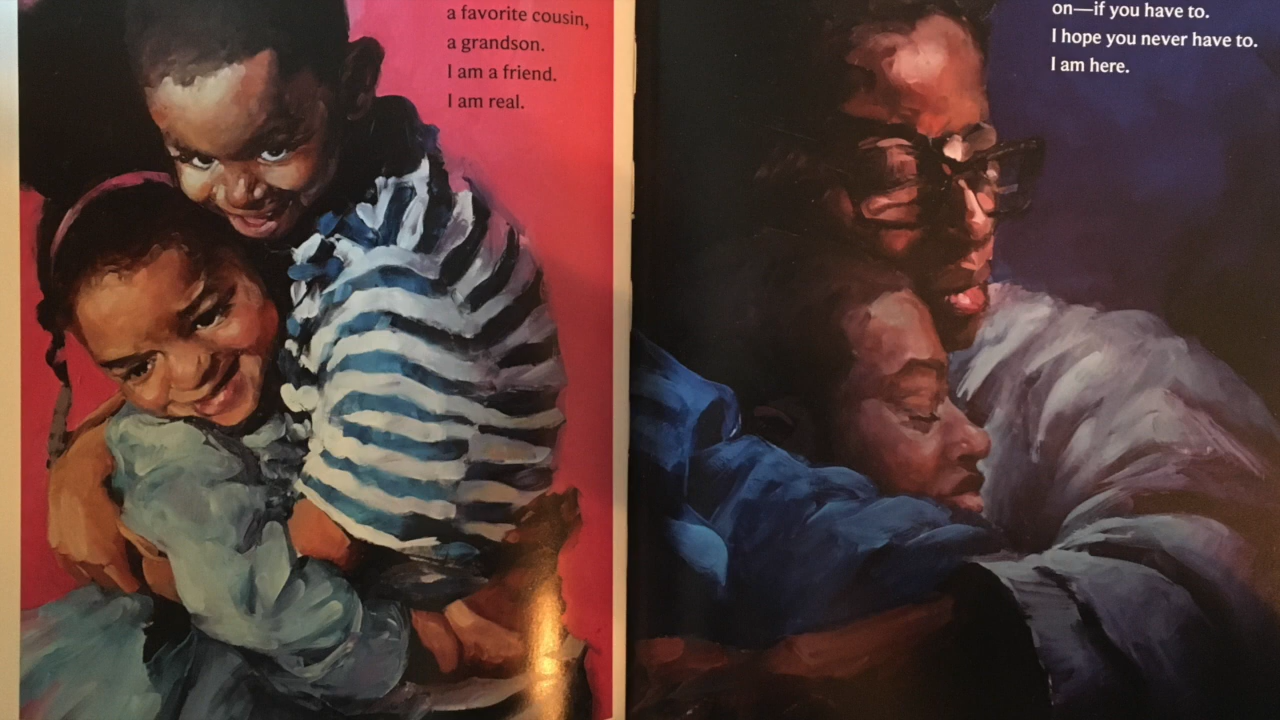 a favorite cousin,
a grandson.
I am a friend.
I am real.
on—if you have to.
I hope you never have to.
I am here.